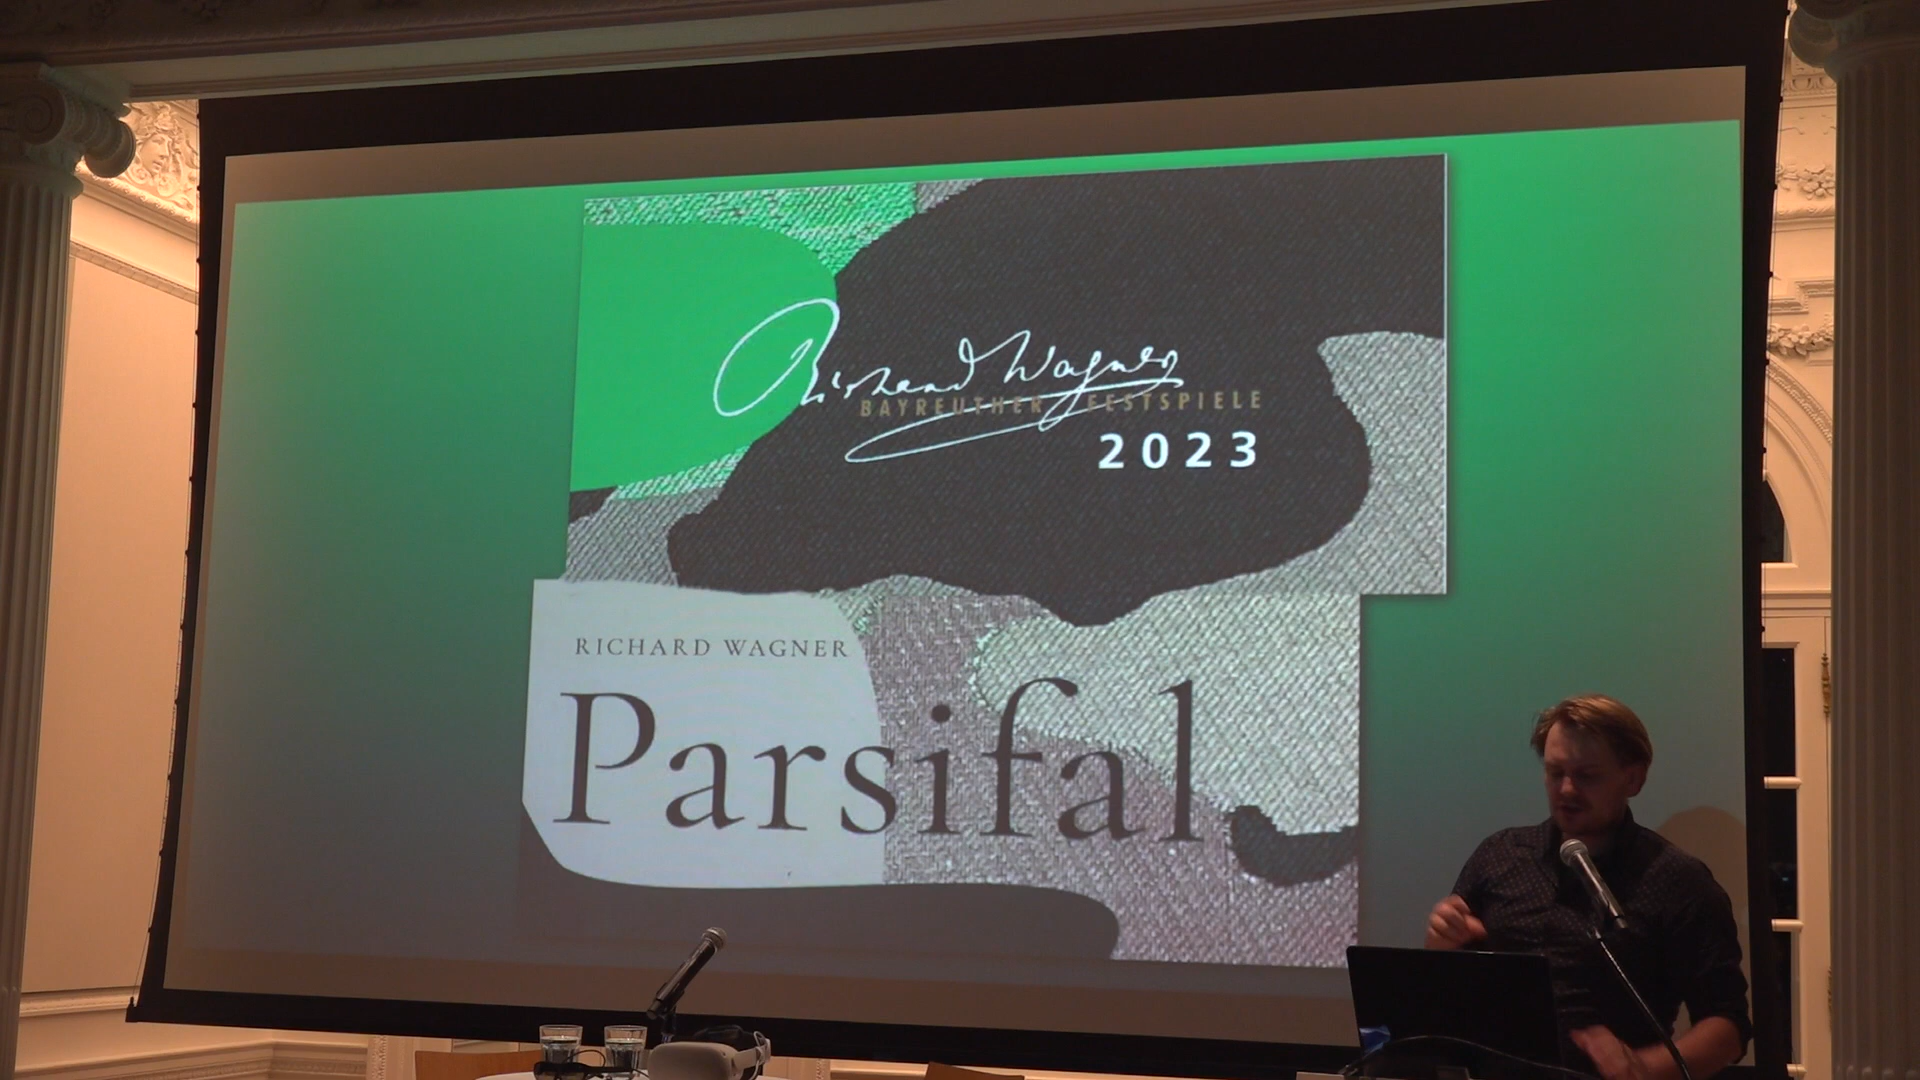 Richard Wagner
BAYREUTHER FESTSPIELE
2023
RICHARD WAGNER
Parsifal